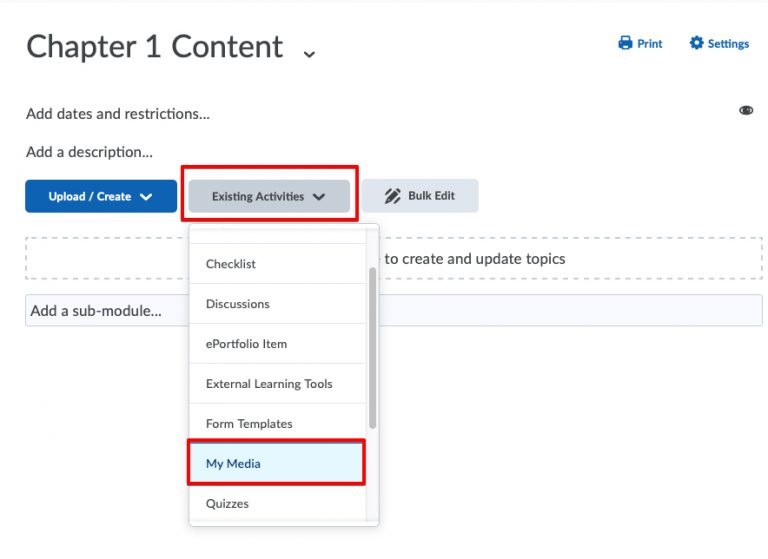 Chapter 1 Content
Print
Settings
Add dates and restrictions...
Add a description...
Upload / Create
Existing Activities
Bulk Edit
to create and update topics
Add a sub-module...
Checklist
Discussions
ePortfolio Item
External Learning Tools
Form Templates
My Media
Quizzes